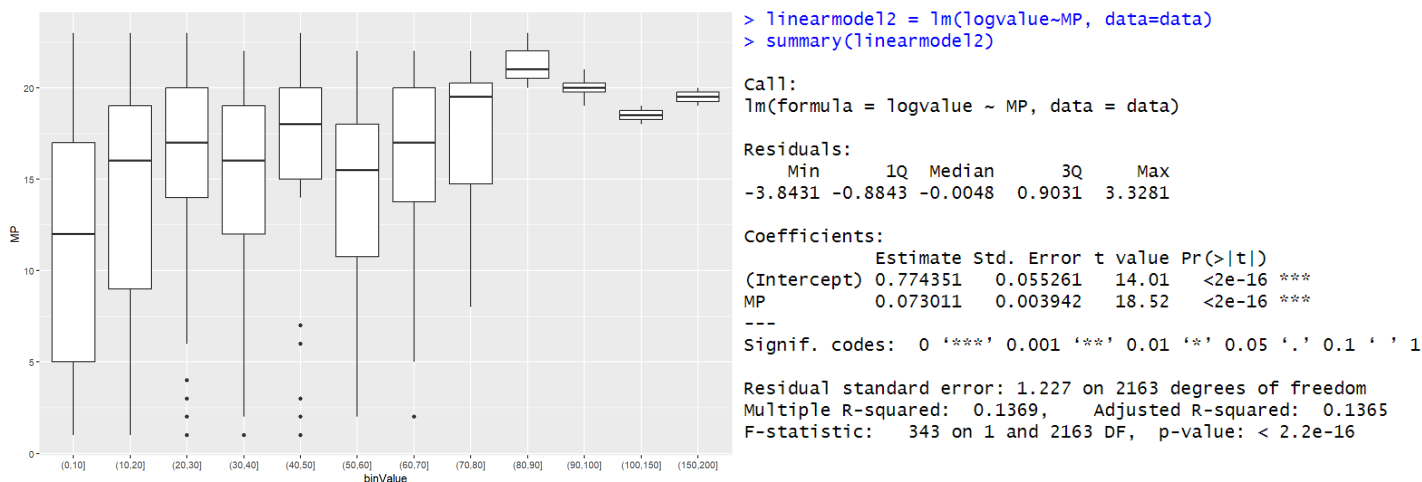 20
15
10
5
0
MP
(0,10] (10,20] (20,30] (30,40] (40,50] (50,60] (60,70] (70,80] (80,90] (90,100] (100,150] (150,200]
binValue
> linearmodel2 = lm(logvalue~MP, data=data)
> summary(linearmodel2)
Call:
lm(formula = logvalue ~ MP, data = data)
Residuals:
Min 1Q Median 3Q Max
-3.8431 -0.8843 -0.0048 0.9031 3.3281
Coefficients:
Estimate Std. Error t value Pr(>|t|)
(Intercept) 0.774351 0.055261 14.01 <2e-16 ***
MP 0.073011 0.003942 18.52 <2e-16 ***
---
Signif. codes: 0 ‘***’ 0.001 ‘**’ 0.01 ‘*’ 0.05 ‘.’ 0.1 ‘ ’ 1
Residual standard error: 1.227 on 2163 degrees of freedom
Multiple R-squared: 0.1369, Adjusted R-squared: 0.1365
F-statistic: 343 on 1 and 2163 DF, p-value: < 2.2e-16